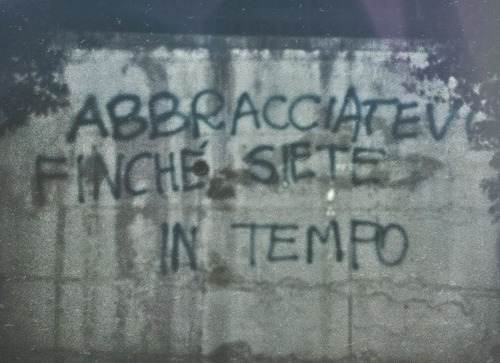 ABBRACCIATEVI
FINCHÉ SIETE
IN TEMPO